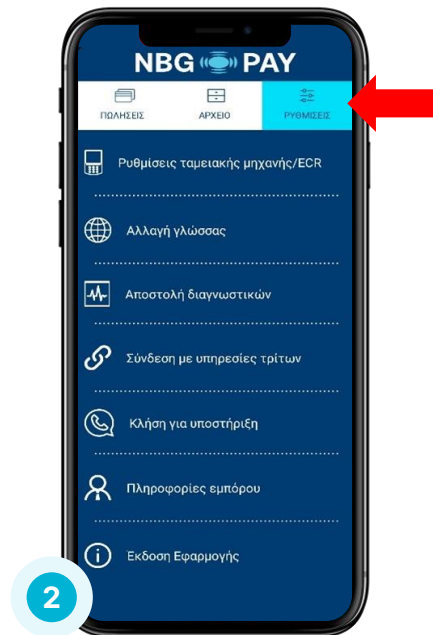 NBG PAY
ΠΩΛΗΣΕΙΣ ΑΡΧΕΙΟ ΡΥΘΜΙΣΕΙΣ
Ρυθμίσεις ταμειακής μηχανής/ECR
Αλλαγή γλώσσας
Αποστολή διαγνωστικών
Σύνδεση με υπηρεσίες τρίτων
Κλήση για υποστήριξη
Πληροφορίες εμπόρου
Έκδοση Εφαρμογής
2